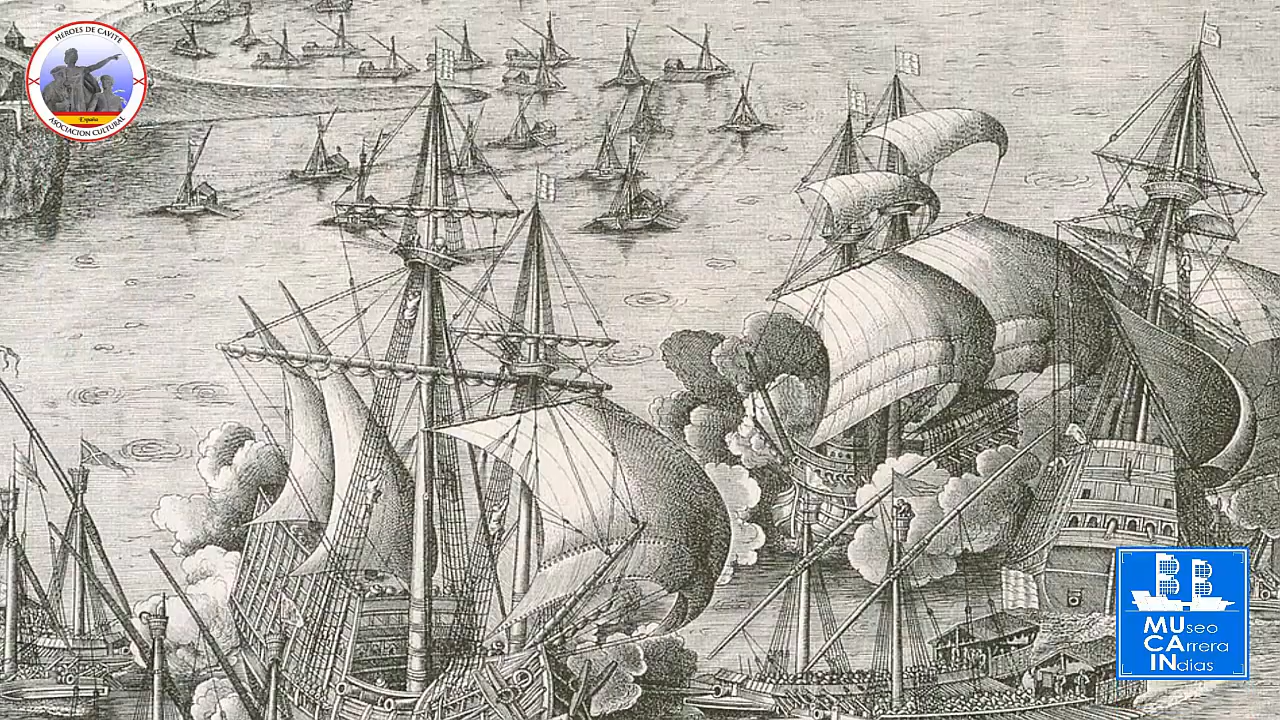 HEROES DE CAVITE
España
ASOCIACION CULTURAL
MUseo
CArrera
INdias